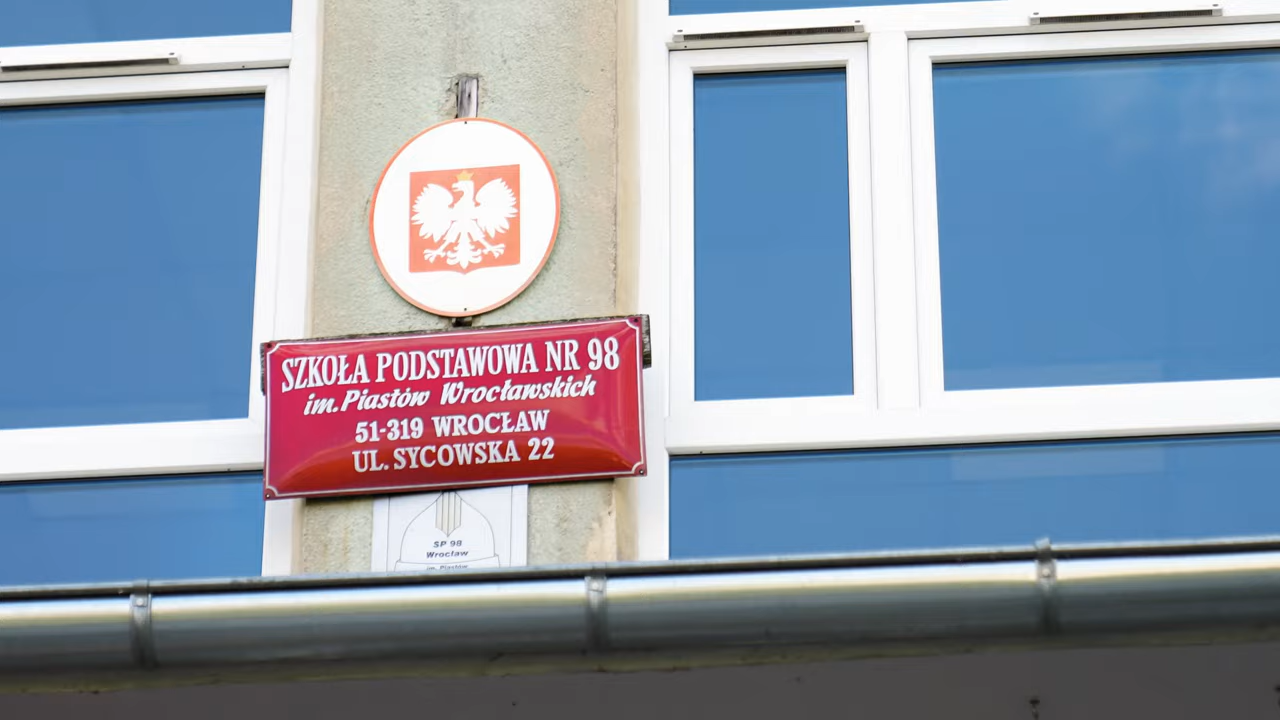 SZKOŁA PODSTAWOWA NR 98
im. Piastów Wrocławskich
51-319 WROCŁAW
UL. SYCOWSKA 22
SP 98
Wrocław
im. Piastów